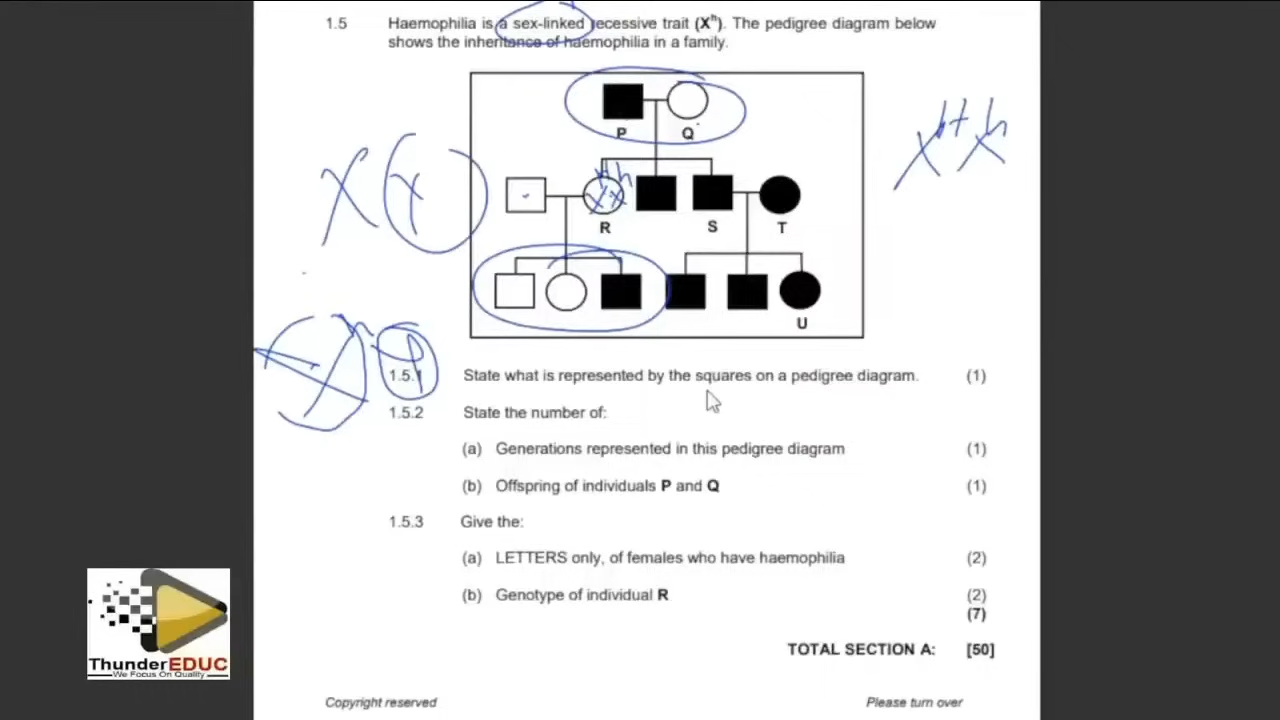 1.5 Haemophilia is a sex-linked recessive trait (Xʰ). The pedigree diagram below
shows the inheritance of haemophilia in a family.
P Q
R S T
U
1.5.1 State what is represented by the squares on a pedigree diagram. (1)
1.5.2 State the number of:
(a) Generations represented in this pedigree diagram (1)
(b) Offspring of individuals P and Q (1)
1.5.3 Give the:
(a) LETTERS only, of females who have haemophilia (2)
(b) Genotype of individual R (2)
(7)
TOTAL SECTION A: [50]
ThunderEDUC
We Focus On Quality
Copyright reserved Please turn over